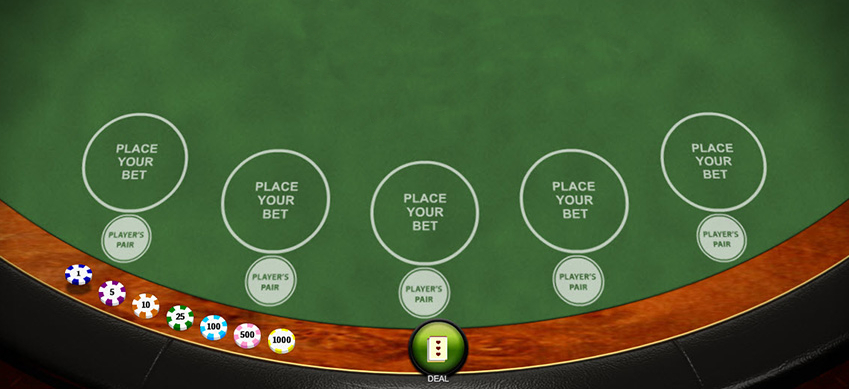 PLACE
YOUR
BET
PLACE
YOUR
BET
PLACE
YOUR
BET
PLACE
YOUR
BET
PLACE
YOUR
BET
PLAYER'S
PAIR
PLAYER'S
PAIR
PLAYER'S
PAIR
PLAYER'S
PAIR
PLAYER'S
PAIR
1
5
10
25
100
500
1000
DEAL